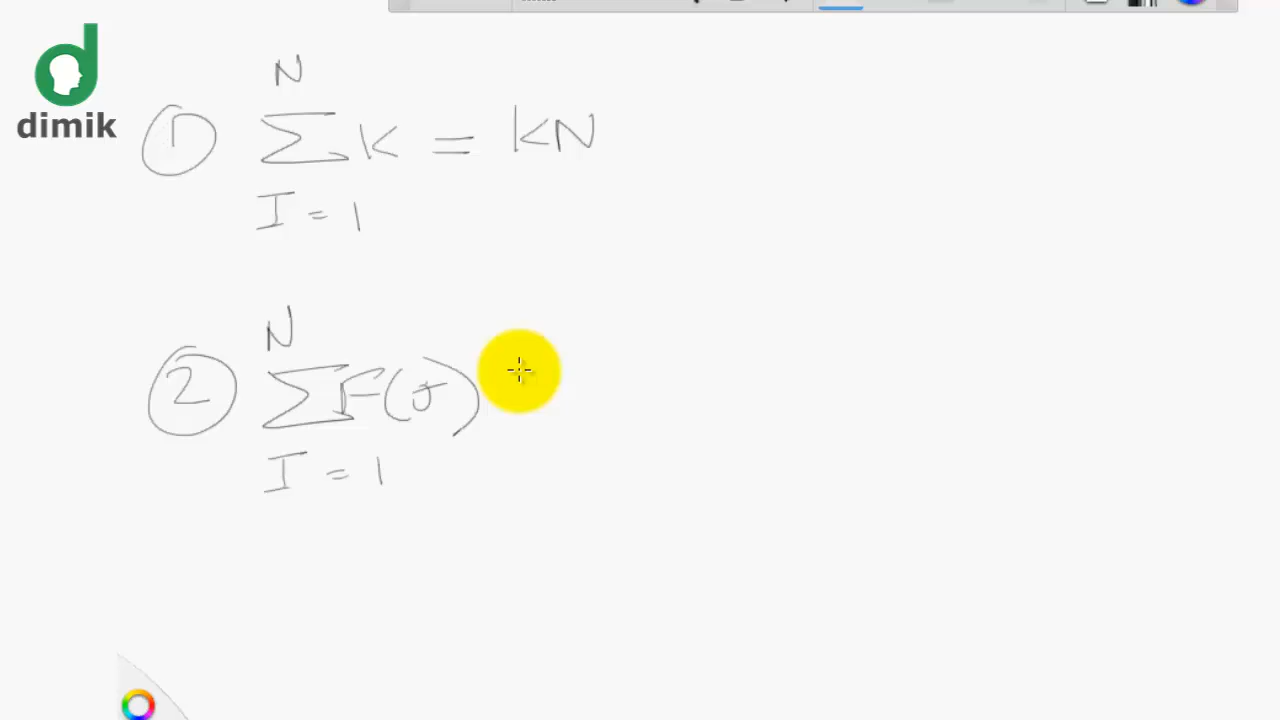 dimik
N
① Σ K = KN
I = 1
N
② Σ F(J)
I = 1